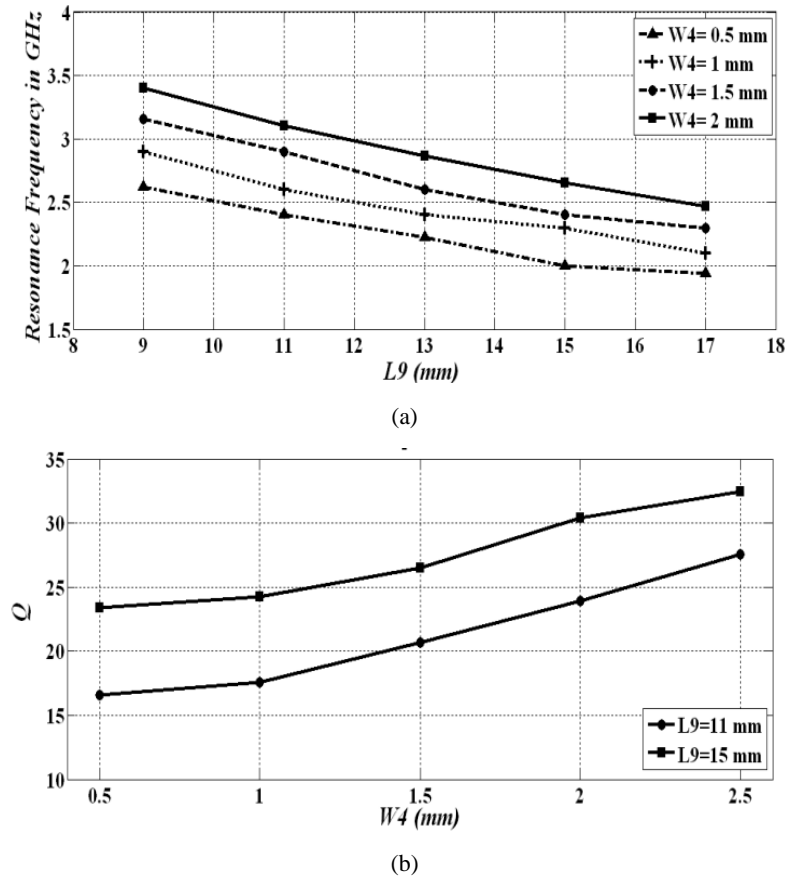 Resonance Frequency in GHz
4
3.5
3
2.5
2
1.5
W4= 0.5 mm
W4= 1 mm
W4= 1.5 mm
W4= 2 mm
8 9 10 11 12 13 14 15 16 17 18
L9 (mm)
(a)
Q
35
30
25
20
15
10
L9=11 mm
L9=15 mm
0.5 1 1.5 2 2.5
W4 (mm)
(b)